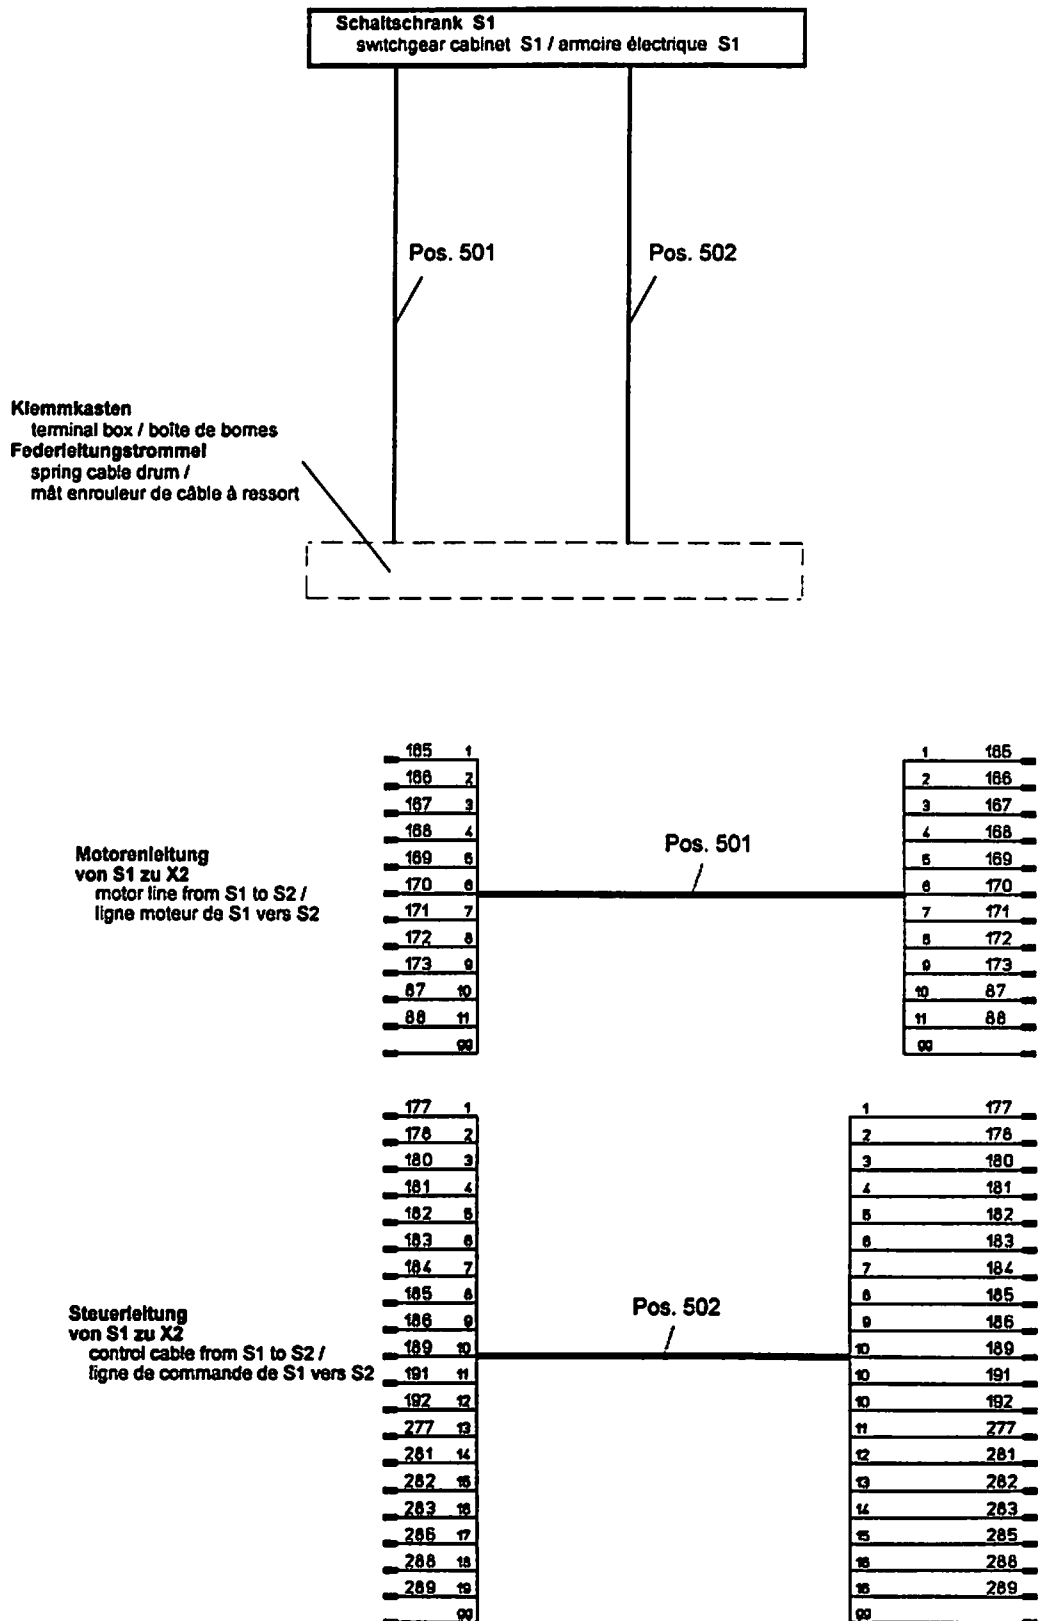 Schaltschrank S1
switchgear cabinet S1 / armoire électrique S1
Pos. 501
Pos. 502
Klemmkasten
terminal box / boîte de bornes
Federleitungstrommel
spring cable drum /
mât enrouleur de câble à ressort
Motorenleitung
von S1 zu X2
motor line from S1 to S2 /
ligne moteur de S1 vers S2
Pos. 501
165 1 1 165
166 2 2 166
167 3 3 167
168 4 4 168
169 5 5 169
170 6 6 170
171 7 7 171
172 8 8 172
173 9 9 173
87 10 10 87
88 11 11 88
gg gg
Steuerleitung
von S1 zu X2
control cable from S1 to S2 /
ligne de commande de S1 vers S2
Pos. 502
177 1 1 177
178 2 2 178
180 3 3 180
181 4 4 181
182 5 5 182
183 6 6 183
184 7 7 184
185 8 8 185
186 9 9 186
189 10 10 189
191 11 10 191
192 12 10 192
277 13 11 277
281 14 12 281
282 15 13 282
283 16 14 283
286 17 15 285
288 18 16 288
289 19 16 289
gg gg